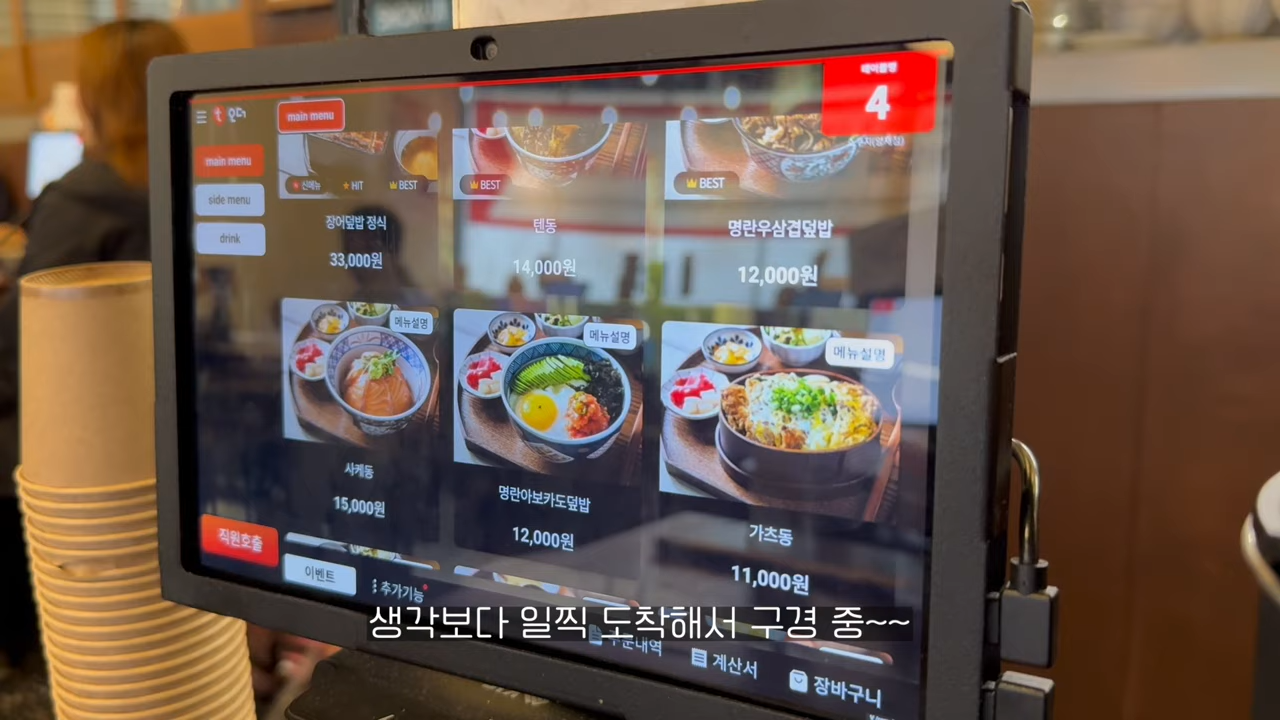 테이블명
4
t 오더
main menu
main menu
side menu
drink
신메뉴
HIT
BEST
BEST
BEST
장어덮밥 정식
33,000원
텐동
14,000원
명란우삼겹덮밥
12,000원
메뉴설명
메뉴설명
메뉴설명
사케동
15,000원
명란아보카도덮밥
12,000원
가츠동
11,000원
직원호출
이벤트
추가기능
생각보다 일찍 도착해서 구경 중~~
주문내역
계산서
장바구니